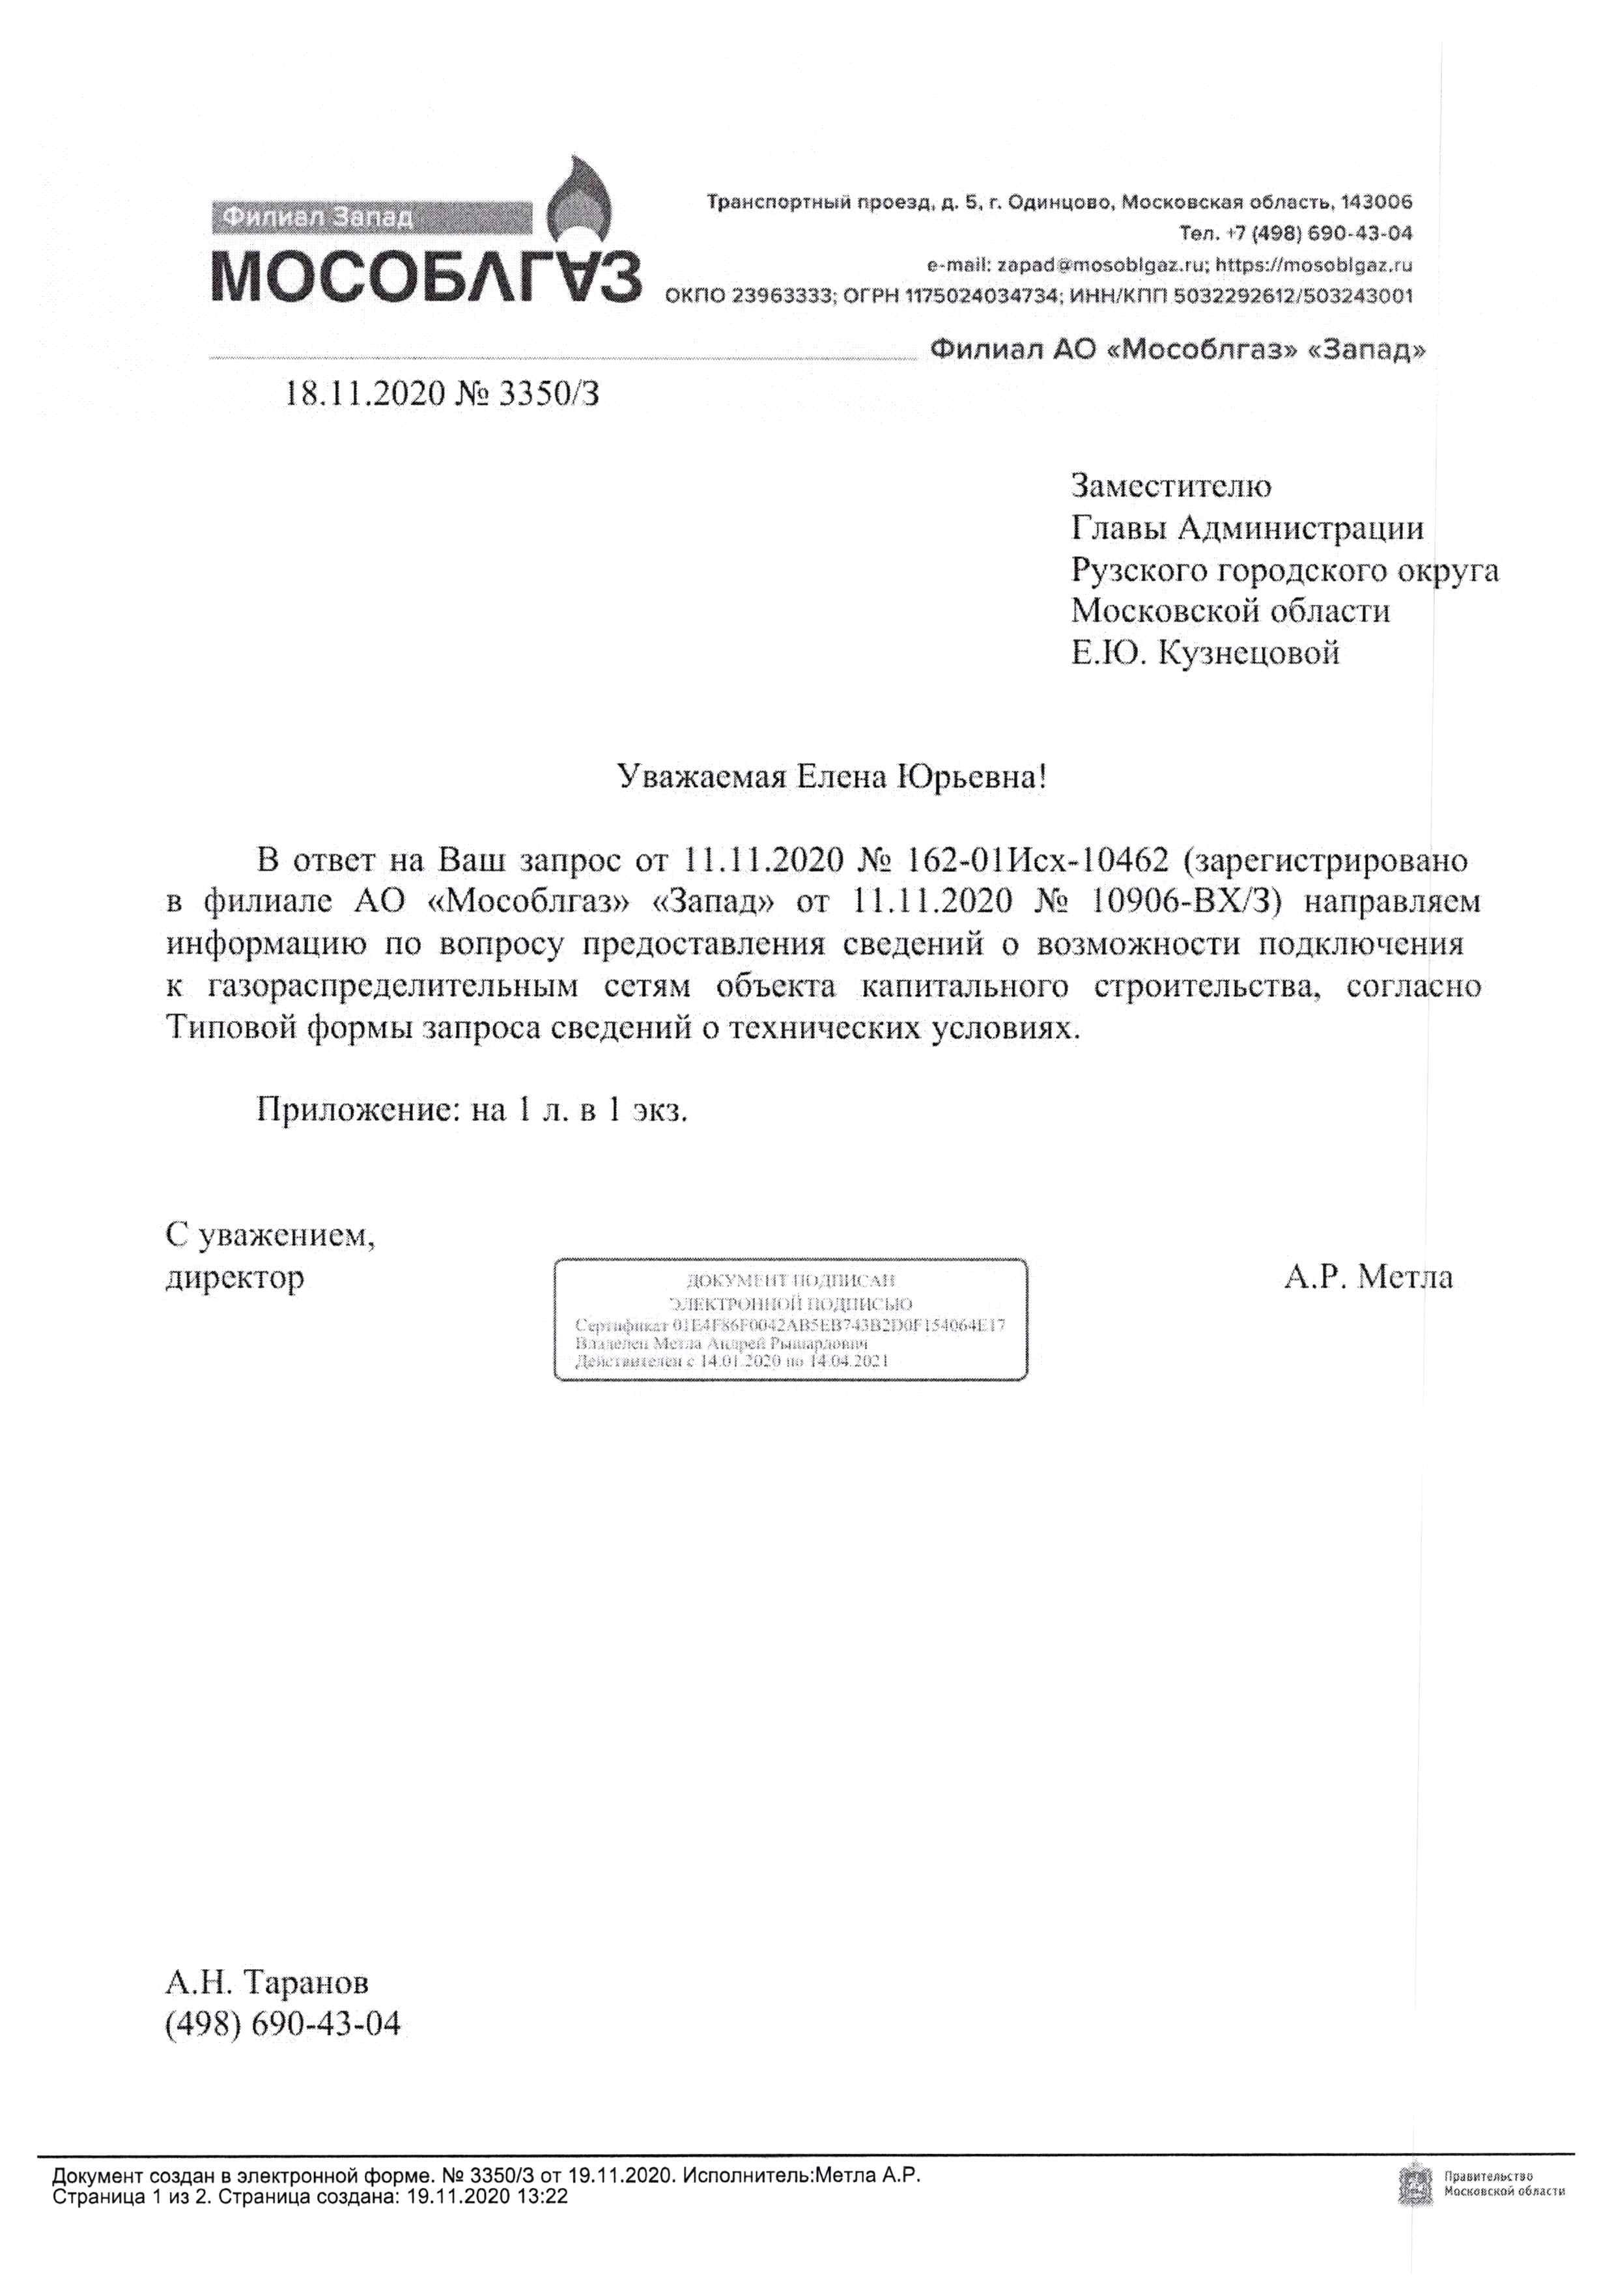 Филиал Запад
МОСОБЛГАЗ
Транспортный проезд, д. 5, г. Одинцово, Московская область, 143006
Тел. +7 (498) 690-43-04
e-mail: zapad@mosoblgaz.ru; https://mosoblgaz.ru
ОКПО 23963333; ОГРН 1175024034734; ИНН/КПП 5032292612/503243001
Филиал АО «Мособлгаз» «Запад»
18.11.2020 № 3350/З
Заместителю
Главы Администрации
Рузского городского округа
Московской области
Е.Ю. Кузнецовой
Уважаемая Елена Юрьевна!
В ответ на Ваш запрос от 11.11.2020 № 162-01Исх-10462 (зарегистрировано
в филиале АО «Мособлгаз» «Запад» от 11.11.2020 № 10906-ВХ/З) направляем
информацию по вопросу предоставления сведений о возможности подключения
к газораспределительным сетям объекта капитального строительства, согласно
Типовой формы запроса сведений о технических условиях.
Приложение: на 1 л. в 1 экз.
С уважением,
директор
А.Р. Метла
ДОКУМЕНТ ПОДПИСАН
ЭЛЕКТРОННОЙ ПОДПИСЬЮ
Сертификат 01E4F86F0042AB5EB743B2D0F154064E17
Владелец Метла Андрей Рышардович
Действителен с 14.01.2020 по 14.04.2021
А.Н. Таранов
(498) 690-43-04
Документ создан в электронной форме. № 3350/З от 19.11.2020. Исполнитель:Метла А.Р.
Страница 1 из 2. Страница создана: 19.11.2020 13:22
Правительство
Московской области